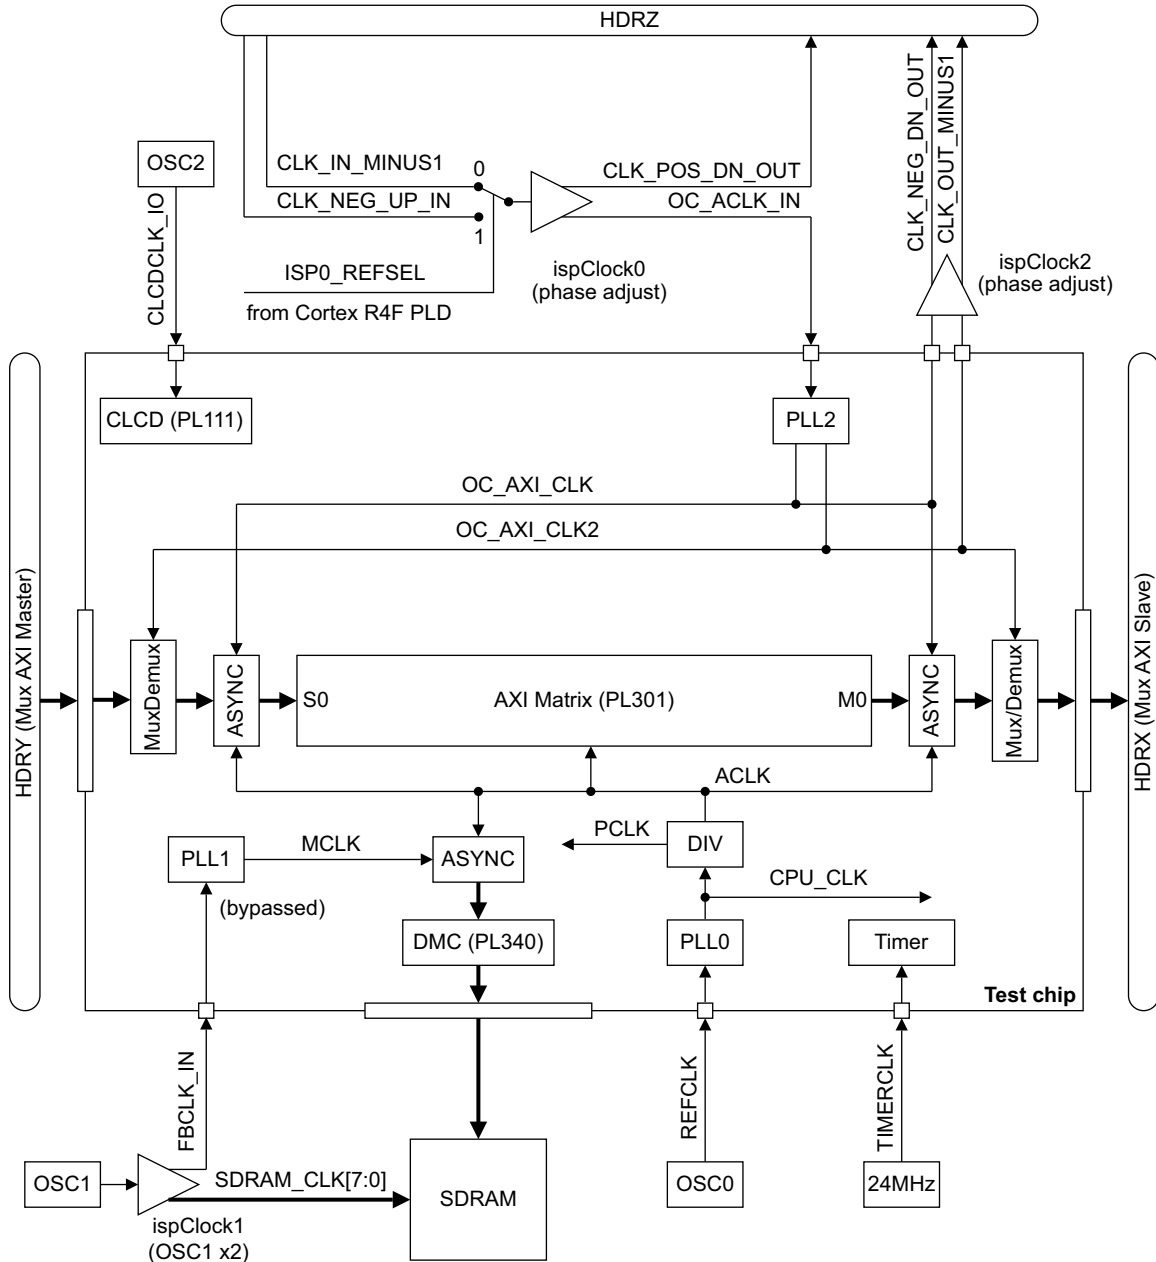 HDRZ
CLK_NEG_DN_OUT
CLK_OUT_MINUS1
OSC2
CLK_IN_MINUS1
0
CLK_POS_DN_OUT
CLK_NEG_UP_IN
OC_ACLK_IN
1
CLCDCLK_IO
ISP0_REFSEL
from Cortex R4F PLD
ispClock0
(phase adjust)
ispClock2
(phase adjust)
CLCD (PL111)
PLL2
OC_AXI_CLK
OC_AXI_CLK2
HDRY (Mux AXI Master)
MuxDemux
ASYNC
S0
AXI Matrix (PL301)
M0
ASYNC
Mux/Demux
HDRX (Mux AXI Slave)
ACLK
PLL1
MCLK
ASYNC
PCLK
DIV
(bypassed)
CPU_CLK
DMC (PL340)
PLL0
Timer
Test chip
FBCLK_IN
REFCLK
TIMERCLK
OSC1
SDRAM_CLK[7:0]
SDRAM
OSC0
24MHz
ispClock1
(OSC1 x2)